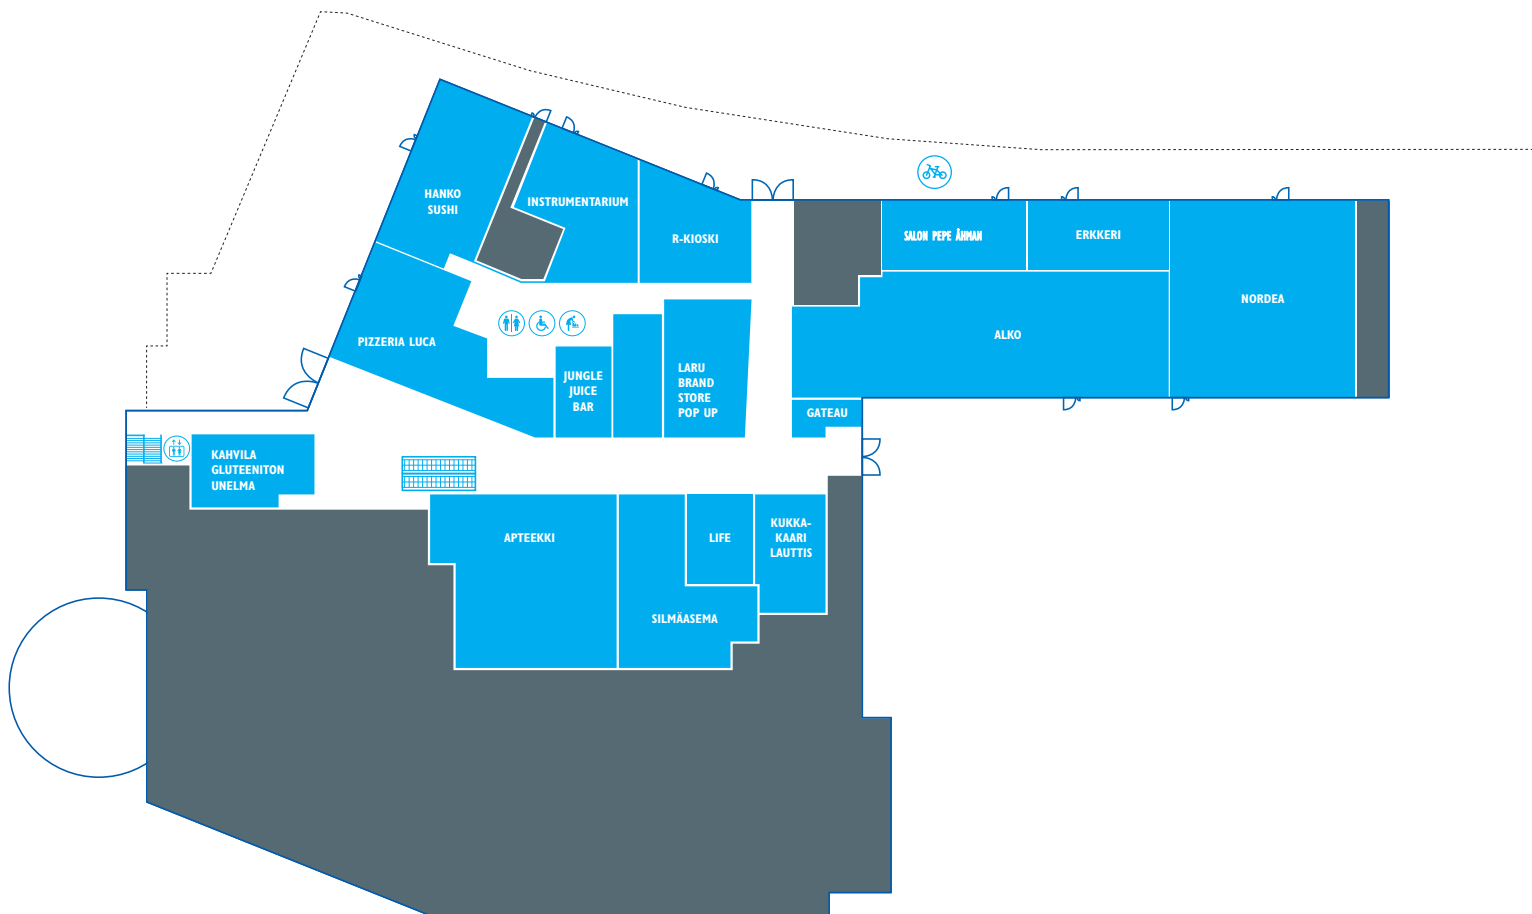 HANKO
SUSHI
INSTRUMENTARIUM
R-KIOSKI
SALON PEPE ÅHMAN
ERKKERI
NORDEA
ALKO
PIZZERIA LUCA
JUNGLE
JUICE
BAR
LARU
BRAND
STORE
POP UP
GATEAU
KAHVILA
GLUTEENITON
UNELMA
APTEEKKI
LIFE
KUKKA-
KAARI
LAUTTIS
SILMÄASEMA